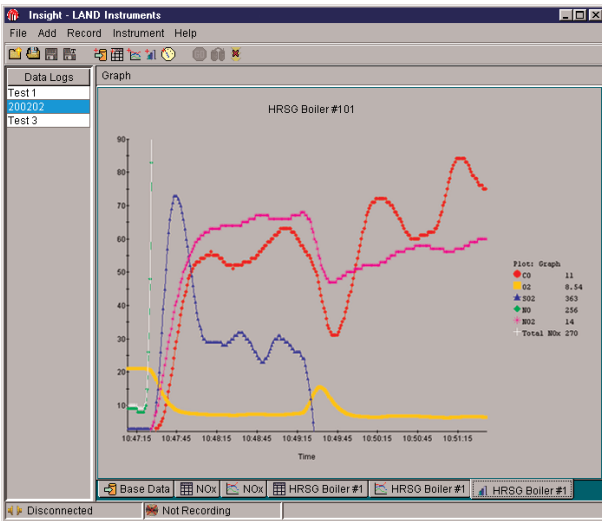 Insight - LAND Instruments
File Add Record Instrument Help
Data Logs
Test 1
200202
Test 3
Graph
HRSG Boiler #101
90
80
70
60
50
40
30
20
10
10:47:15 10:47:45 10:48:15 10:48:45 10:49:15 10:49:45 10:50:15 10:50:45 10:51:15
Time
Plot: Graph
CO 11
O2 8.54
SO2 363
NO 256
NO2 14
Total NOx 270
Base Data NOx NOx HRSG Boiler #1 HRSG Boiler #1 HRSG Boiler #1
Disconnected Not Recording